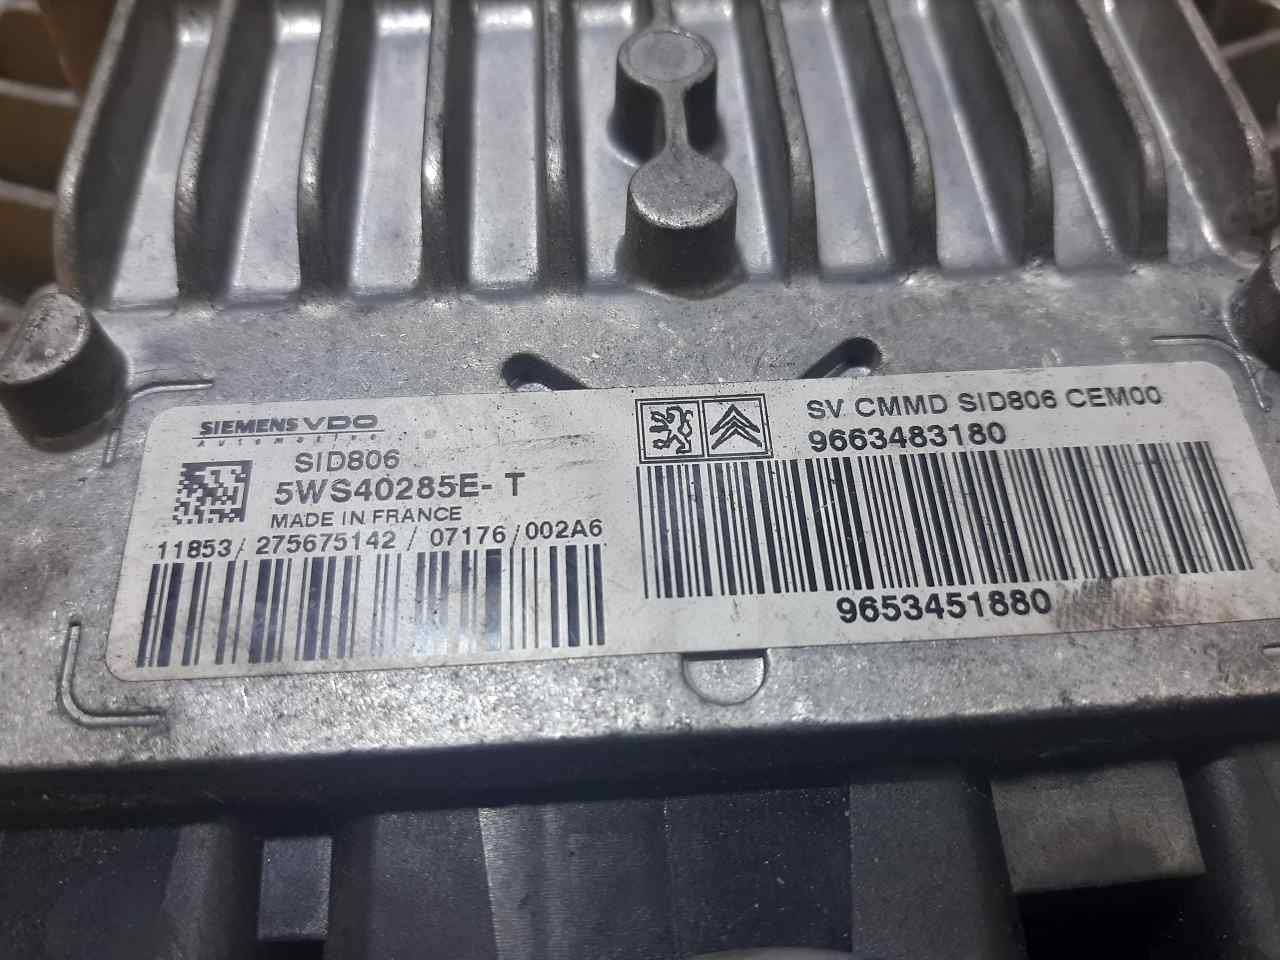 SIEMENS VDO
Automotive
SID806
5WS40285E- T
MADE IN FRANCE
11853/ 275675142 / 07176 /002A6
SV CMMD SID806 CEM00
9663483180
9653451880